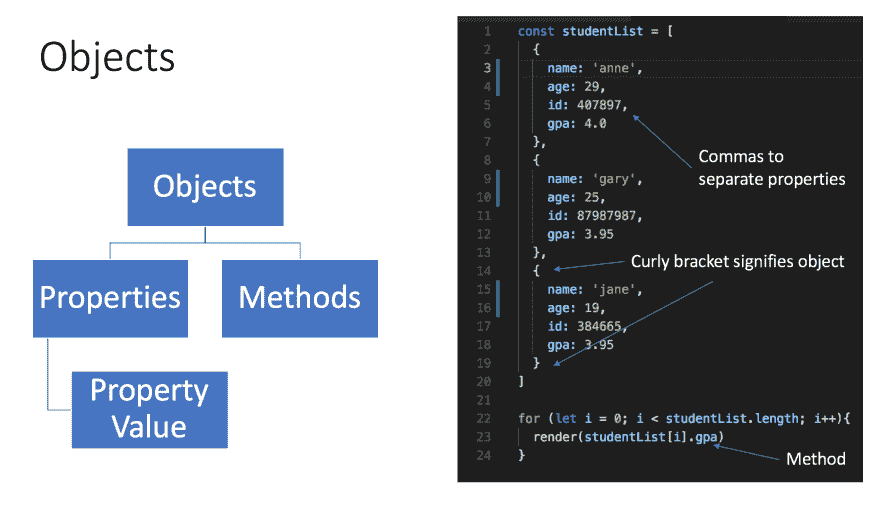 Objects
Objects
Properties
Methods
Property
Value
1 const studentList = [
2 {
3 name: 'anne',
4 age: 29,
5 id: 407897,
6 gpa: 4.0
7 },
8 {
9 name: 'gary',
10 age: 25,
11 id: 87987987,
12 gpa: 3.95
13 },
14 {
15 name: 'jane',
16 age: 19,
17 id: 384665,
18 gpa: 3.95
19 }
20 ]
21
22 for (let i = 0; i < studentList.length; i++){
23 render(studentList[i].gpa)
24 }
Commas to
separate properties
Curly bracket signifies object
Method